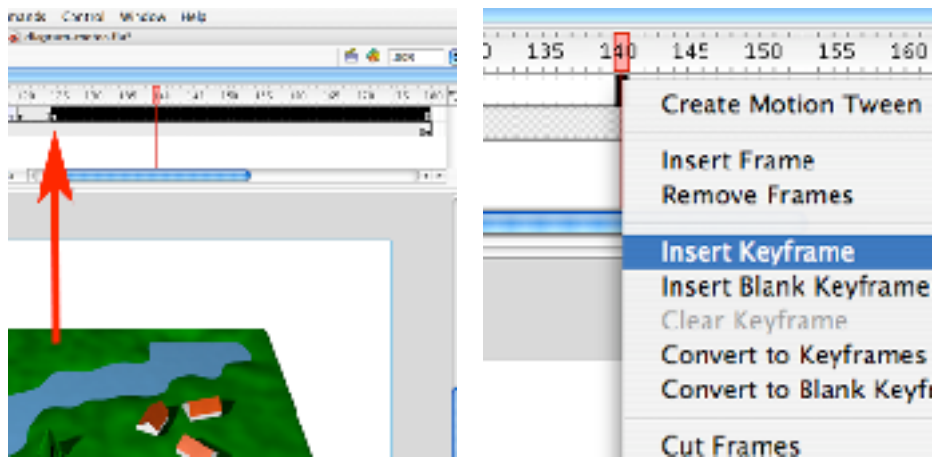 Control Window Help
135 140 145 150 155 160
Create Motion Tween
Insert Frame
Remove Frames
Insert Keyframe
Insert Blank Keyframe
Clear Keyframe
Convert to Keyframes
Convert to Blank Keyfr
Cut Frames